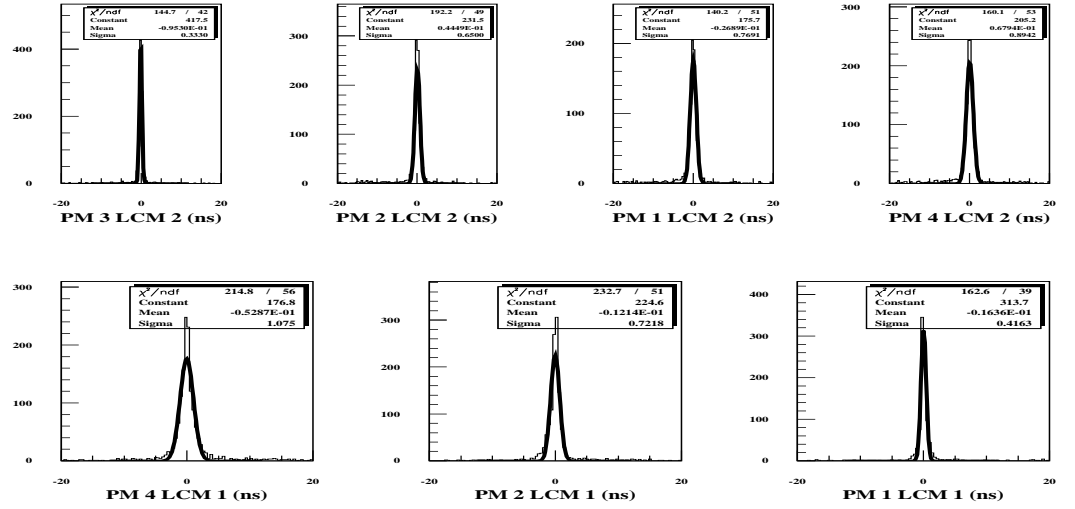 χ²/ndf 144.7 / 42
Constant 417.5
Mean -0.9530E-01
Sigma 0.3330
400
200
0
-20 0 20
PM 3 LCM 2 (ns)
χ²/ndf 192.2 / 49
Constant 231.5
Mean 0.4449E-01
Sigma 0.6500
300
200
100
0
-20 0 20
PM 2 LCM 2 (ns)
χ²/ndf 140.2 / 51
Constant 175.7
Mean -0.2689E-01
Sigma 0.7691
200
100
0
-20 0 20
PM 1 LCM 2 (ns)
χ²/ndf 160.1 / 53
Constant 205.2
Mean 0.6794E-01
Sigma 0.8942
300
200
100
0
-20 0 20
PM 4 LCM 2 (ns)
χ²/ndf 214.8 / 56
Constant 176.8
Mean -0.5287E-01
Sigma 1.075
300
200
100
0
-20 0 20
PM 4 LCM 1 (ns)
χ²/ndf 232.7 / 51
Constant 224.6
Mean -0.1214E-01
Sigma 0.7218
300
200
100
0
-20 0 20
PM 2 LCM 1 (ns)
χ²/ndf 162.6 / 39
Constant 313.7
Mean -0.1636E-01
Sigma 0.4163
400
300
200
100
0
-20 0 20
PM 1 LCM 1 (ns)